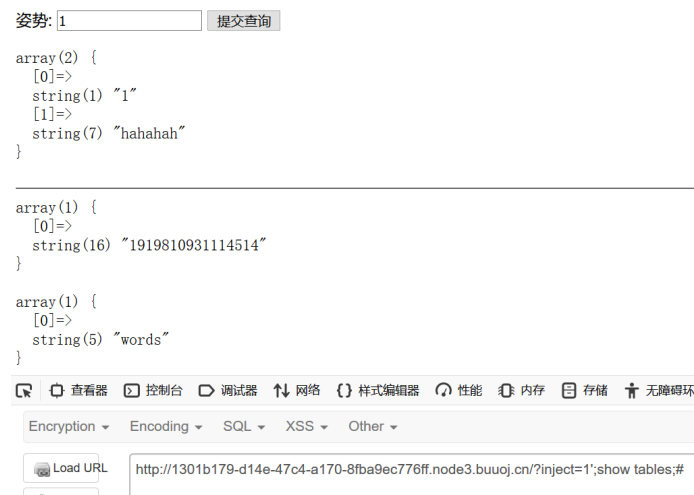 姿势: 1 提交查询
array(2) {
[0]=>
string(1) "1"
[1]=>
string(7) "hahahah"
}
array(1) {
[0]=>
string(16) "1919810931114514"
}
array(1) {
[0]=>
string(5) "words"
}
查看器 控制台 调试器 网络 样式编辑器 性能 内存 存储 无障碍环
Encryption Encoding SQL XSS Other
Load URL http://1301b179-d14e-47c4-a170-8fba9ec776ff.node3.buuoj.cn/?inject=1';show tables;#